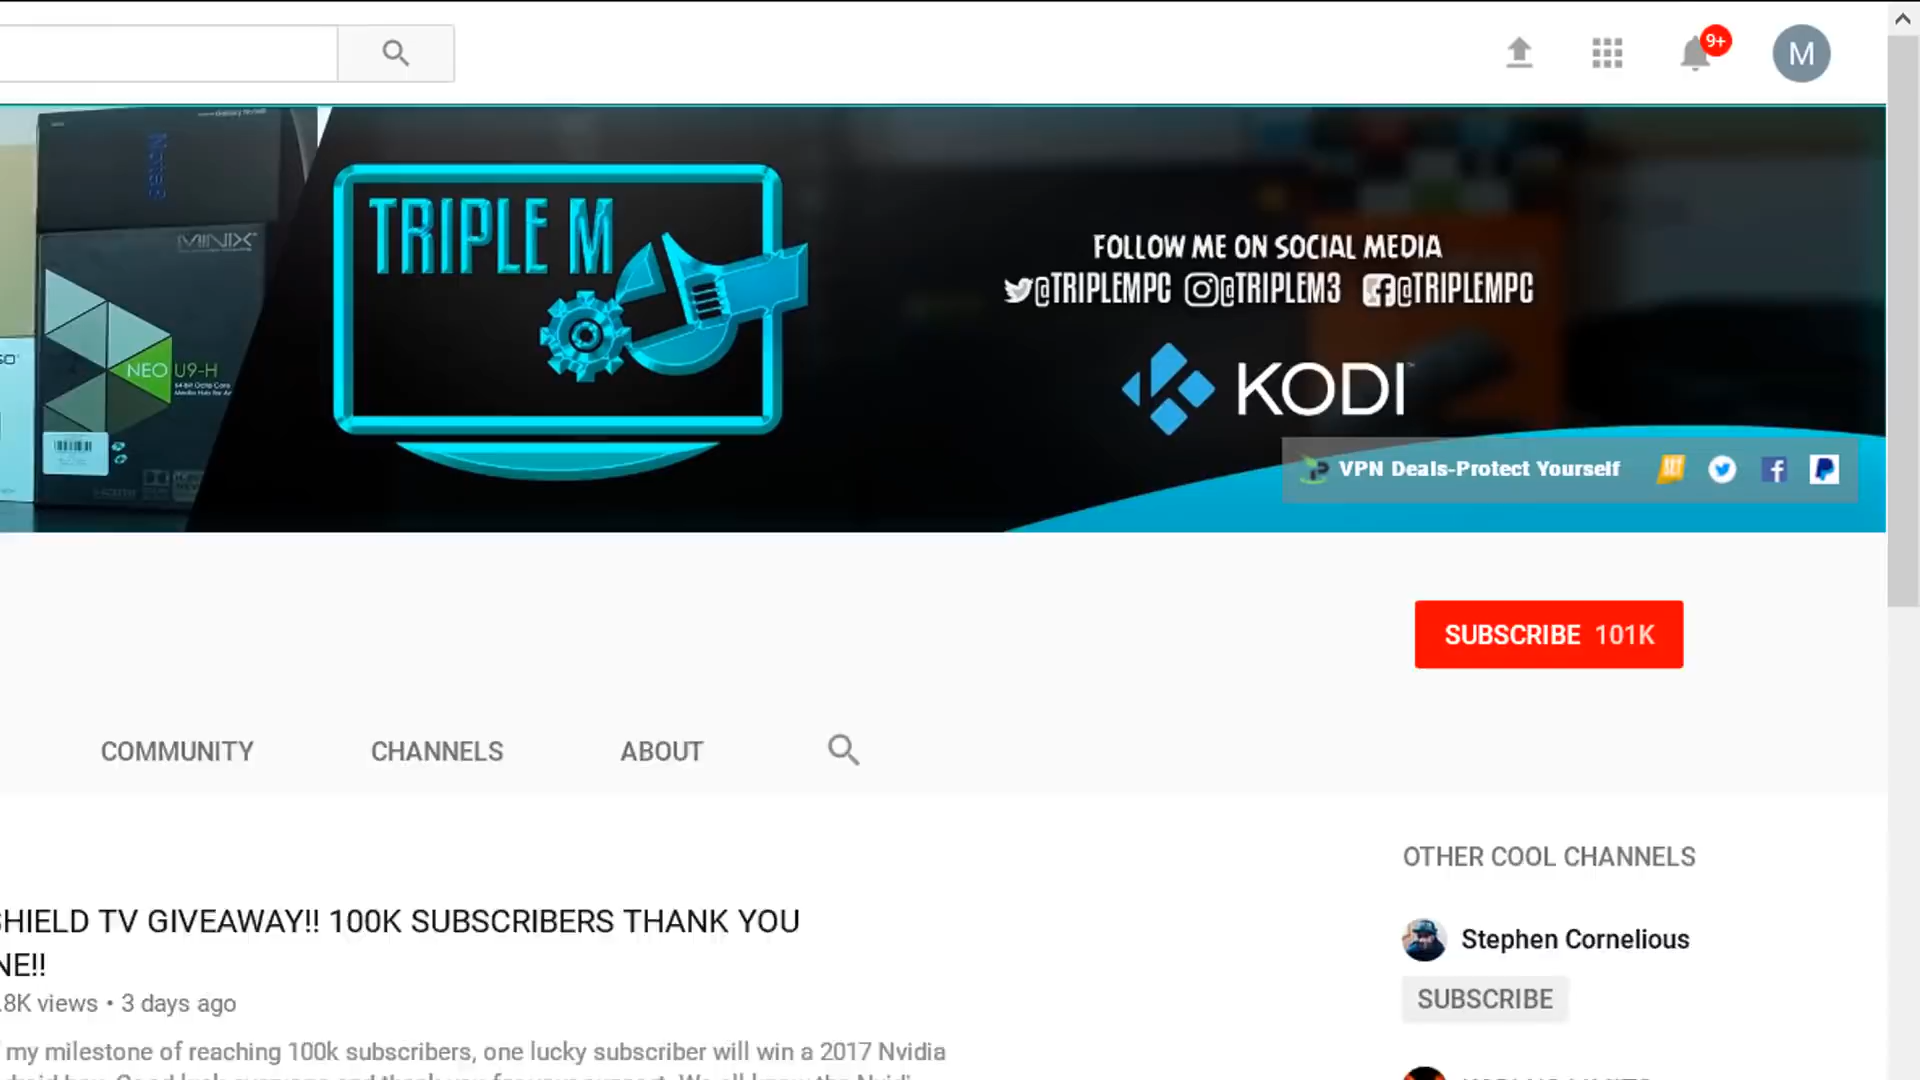 9+
M
MINIX
NEO U9-H
TRIPLE M
FOLLOW ME ON SOCIAL MEDIA
@TRIPLEMPC @TRIPLEM3 @TRIPLEMPC
KODI
VPN Deals-Protect Yourself
SUBSCRIBE 101K
COMMUNITY CHANNELS ABOUT
OTHER COOL CHANNELS
SHIELD TV GIVEAWAY!! 100K SUBSCRIBERS THANK YOU
NE!!
.8K views • 3 days ago
my milestone of reaching 100k subscribers, one lucky subscriber will win a 2017 Nvidia
Stephen Cornelious
SUBSCRIBE